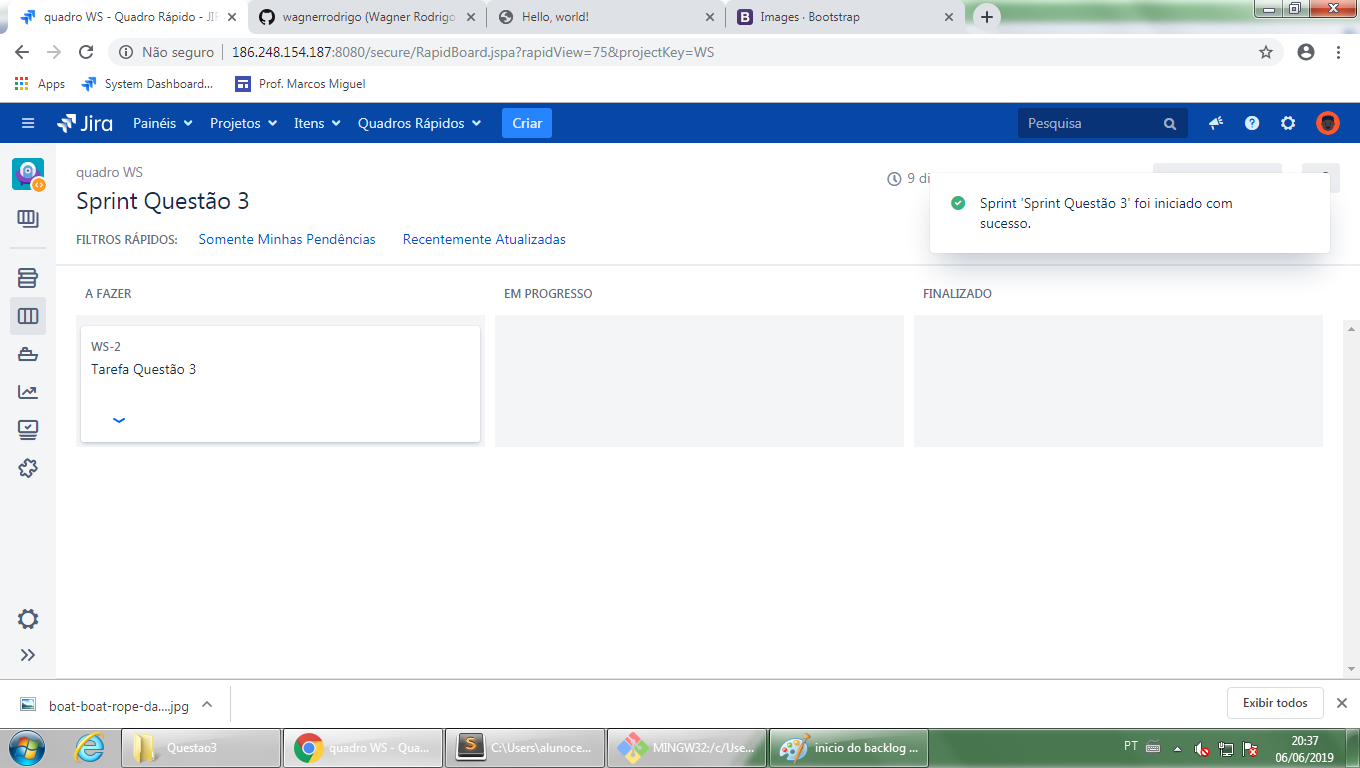 quadro WS - Quadro Rápido - JIR
wagnerrodrigo (Wagner Rodrigo
Hello, world!
Images · Bootstrap
Não seguro
186.248.154.187:8080/secure/RapidBoard.jspa?rapidView=75&projectKey=WS
Apps
System Dashboard...
Prof. Marcos Miguel
Jira
Painéis
Projetos
Itens
Quadros Rápidos
Criar
Pesquisa
quadro WS
Sprint Questão 3
9 di
Sprint 'Sprint Questão 3' foi iniciado com
sucesso.
FILTROS RÁPIDOS:
Somente Minhas Pendências
Recentemente Atualizadas
A FAZER
EM PROGRESSO
FINALIZADO
WS-2
Tarefa Questão 3
boat-boat-rope-da....jpg
Exibir todos
Questao3
quadro WS - Qua...
C:\Users\alunoce...
MINGW32:/c/Use...
inicio do backlog ...
PT
20:37
06/06/2019